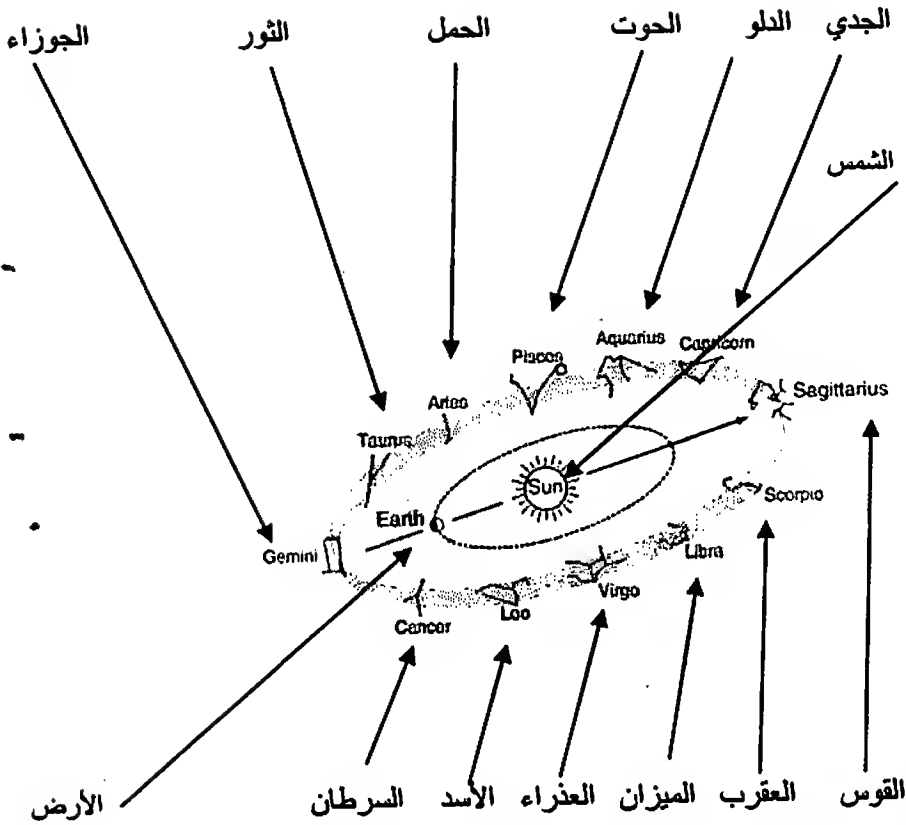 الجدي
الدلو
الحوت
الحمل
الثور
الجوزاء
الشمس
Aquarius
Capricorn
Pisces
Sagittarius
Aries
Taurus
Sun
Scorpio
Earth
Gemini
Libra
Virgo
Leo
Cancer
القوس
العقرب
الميزان
العذراء
الأسد
السرطان
الأرض